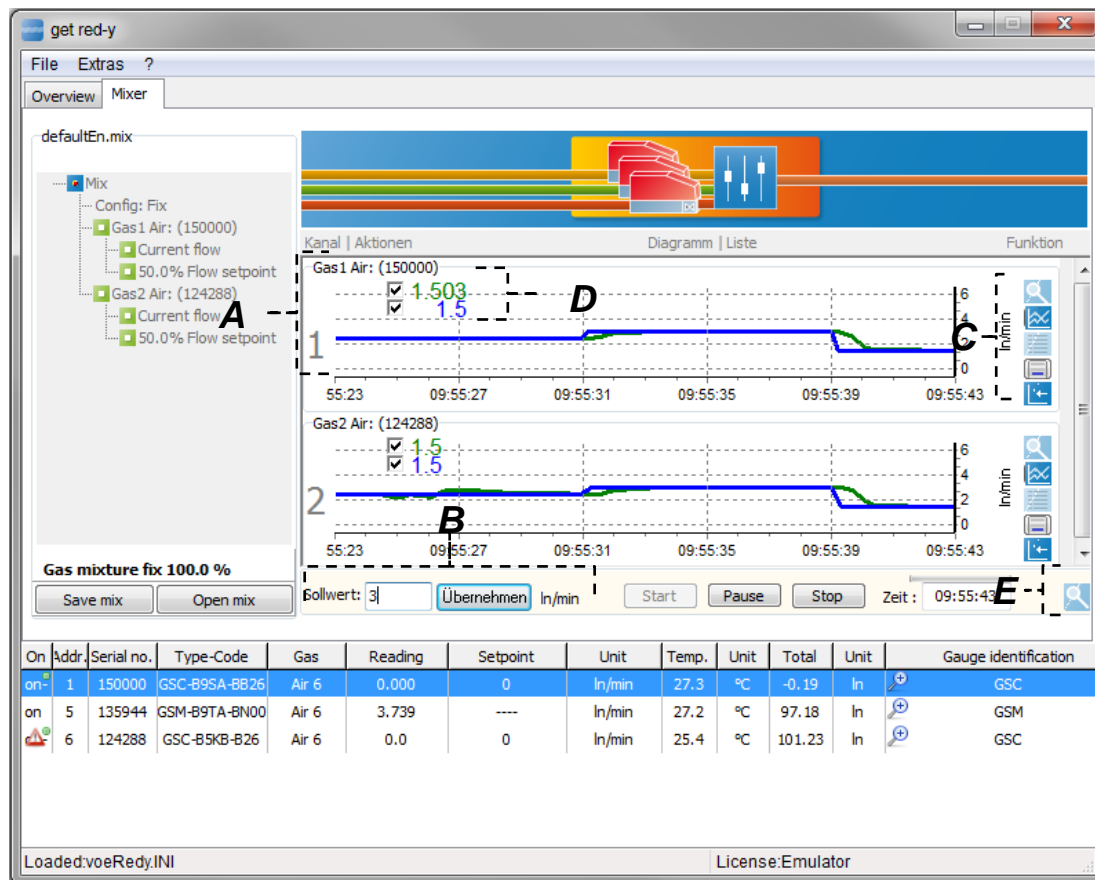 get red-y
File Extras ?
Overview Mixer
defaultEn.mix
Mix
Config: Fix
Gas1 Air: (150000)
Current flow
50.0% Flow setpoint
Gas2 Air: (124288)
Current flow
50.0% Flow setpoint
Gas mixture fix 100.0 %
Save mix Open mix
Kanal | Aktionen Diagramm | Liste Funktion
Gas1 Air: (150000)
1.503
1.5
A
D
C
1
6
4
2
0
ln/min
55:23 09:55:27 09:55:31 09:55:35 09:55:39 09:55:43
Gas2 Air: (124288)
1.5
1.5
2
6
4
2
0
ln/min
B
55:23 09:55:27 09:55:31 09:55:35 09:55:39 09:55:43
Sollwert: 3 Übernehmen ln/min Start Pause Stop Zeit : 09:55:43 E
On Addr. Serial no. Type-Code Gas Reading Setpoint Unit Temp. Unit Total Unit Gauge identification
on- 1 150000 GSC-B9SA-BB26 Air 6 0.000 0 ln/min 27.3 °C -0.19 ln GSC
on 5 135944 GSM-B9TA-BN00 Air 6 3.739 ---- ln/min 27.2 °C 97.18 ln GSM
6 124288 GSC-B5KB-B26 Air 6 0.0 0 ln/min 25.4 °C 101.23 ln GSC
Loaded:voeRedy.INI License:Emulator